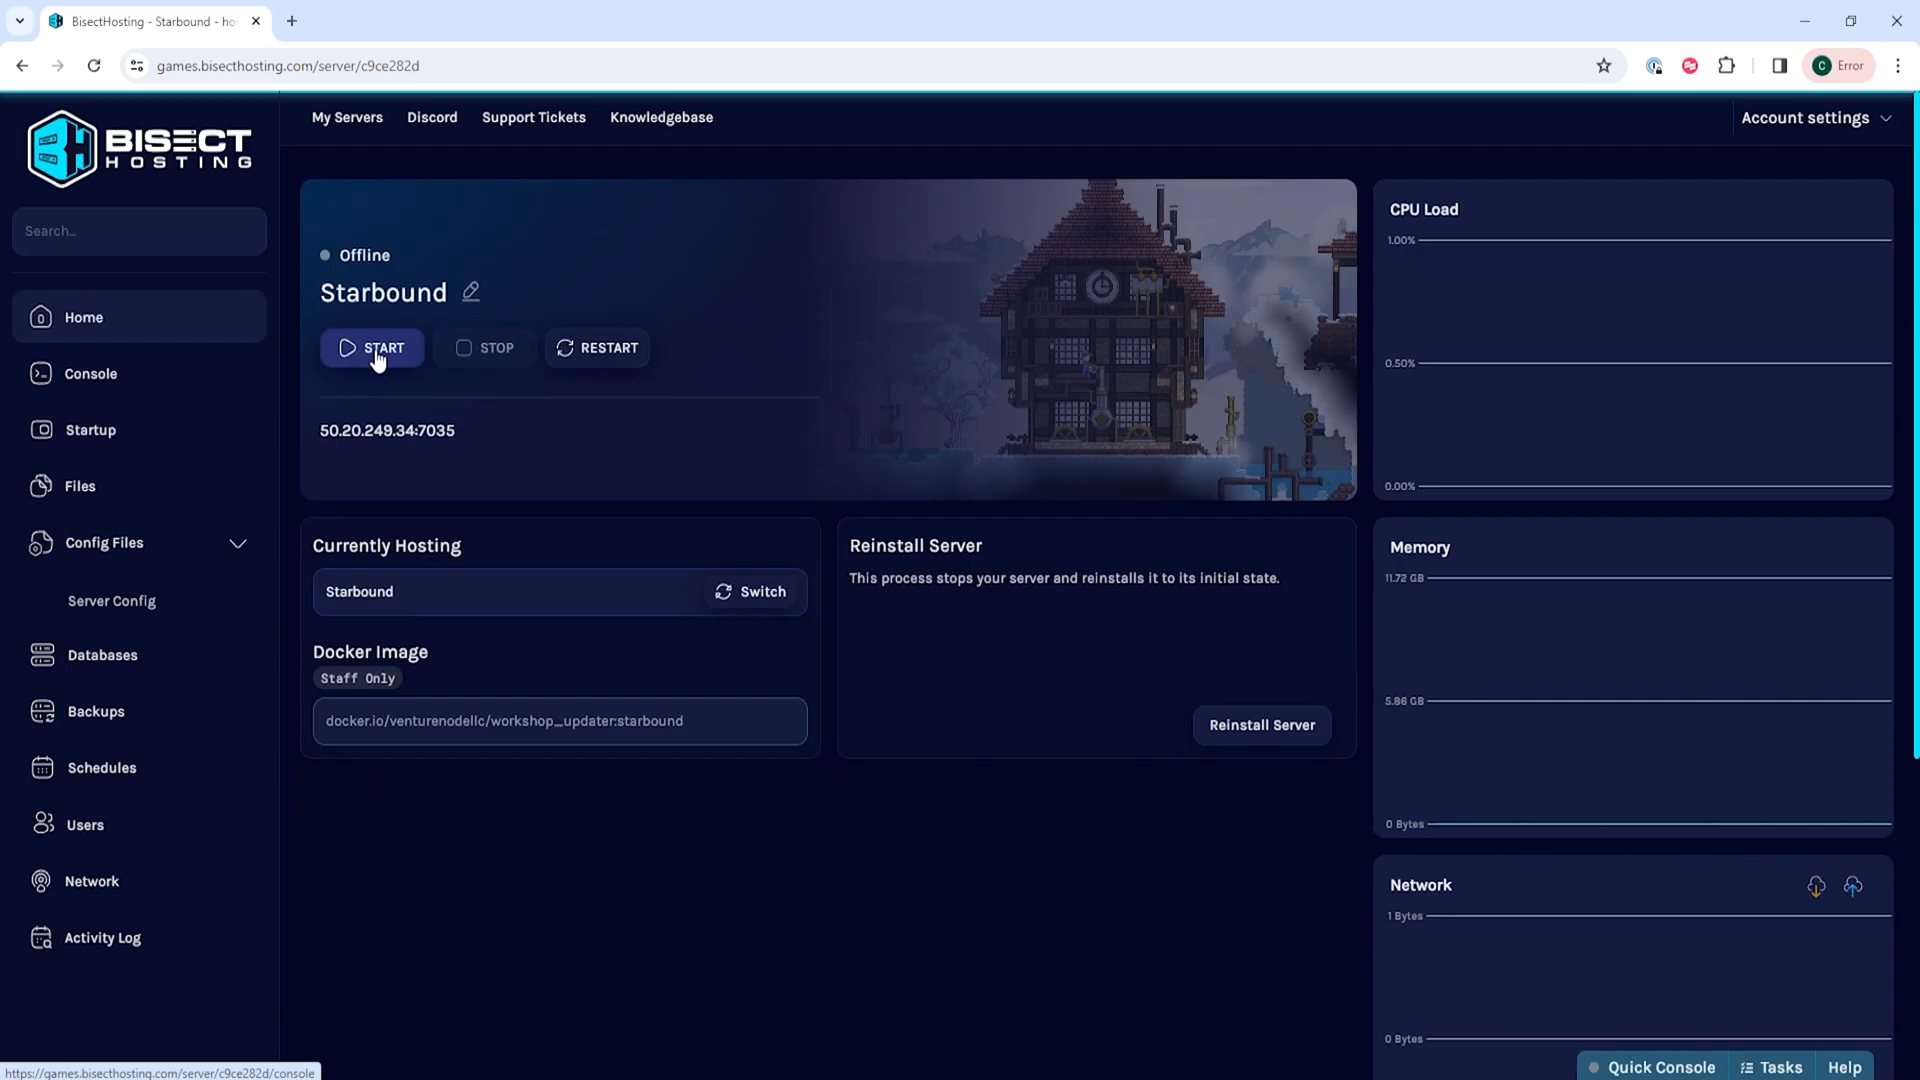 BisectHosting - Starbound - ho
games.bisecthosting.com/server/c9ce282d
C Error
BISECT
HOSTING
My Servers Discord Support Tickets Knowledgebase
Account settings
Search...
Home
Console
Startup
Files
Config Files
Server Config
Databases
Backups
Schedules
Users
Network
Activity Log
Offline
Starbound
START STOP RESTART
50.20.249.34:7035
Currently Hosting
Starbound Switch
Docker Image
Staff Only
docker.io/venturenodellc/workshop_updater:starbound
Reinstall Server
This process stops your server and reinstalls it to its initial state.
Reinstall Server
CPU Load
1.00%
0.50%
0.00%
Memory
11.72 GB
5.86 GB
0 Bytes
Network
1 Bytes
0 Bytes
Quick Console Tasks Help
https://games.bisecthosting.com/server/c9ce282d/console